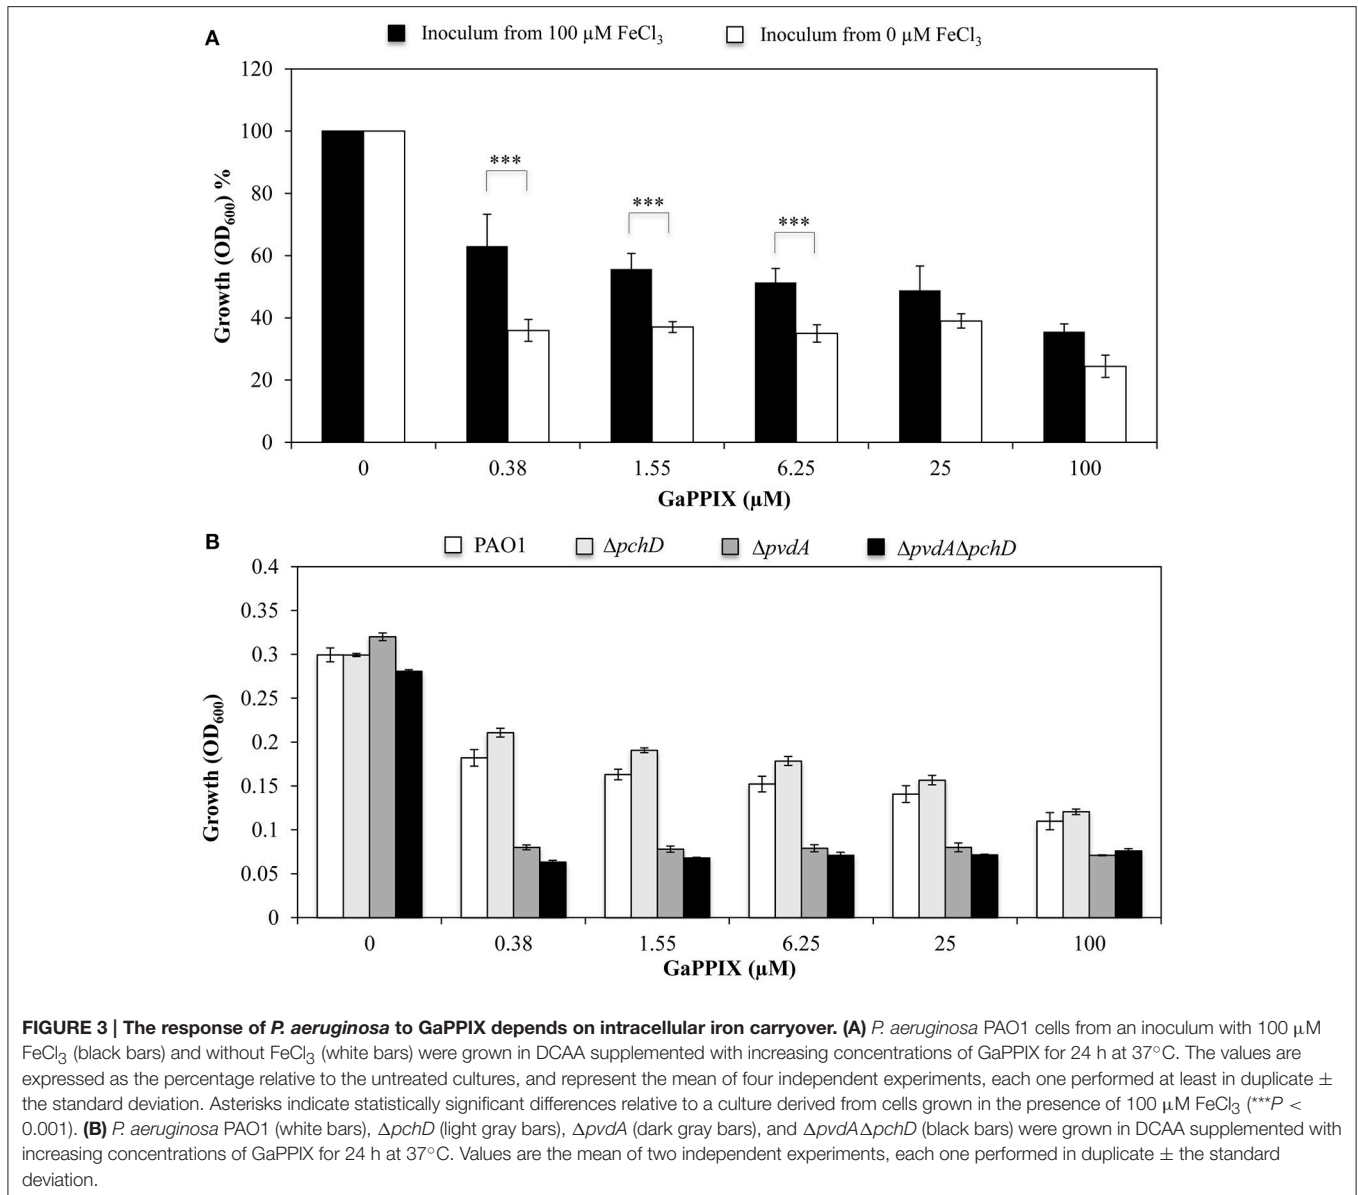 A
Inoculum from 100 µM FeCl3
Inoculum from 0 µM FeCl3
120
100
80
60
40
20
0
Growth (OD600) %
***
***
***
0 0.38 1.55 6.25 25 100
GaPPIX (µM)
B
PAO1 ΔpchD ΔpvdA ΔpvdAΔpchD
0.4
0.35
0.3
0.25
0.2
0.15
0.1
0.05
0
Growth (OD600)
0 0.38 1.55 6.25 25 100
GaPPIX (µM)
FIGURE 3 | The response of P. aeruginosa to GaPPIX depends on intracellular iron carryover. (A) P. aeruginosa PAO1 cells from an inoculum with 100 µM
FeCl3 (black bars) and without FeCl3 (white bars) were grown in DCAA supplemented with increasing concentrations of GaPPIX for 24 h at 37°C. The values are
expressed as the percentage relative to the untreated cultures, and represent the mean of four independent experiments, each one performed at least in duplicate ±
the standard deviation. Asterisks indicate statistically significant differences relative to a culture derived from cells grown in the presence of 100 µM FeCl3 (***P <
0.001). (B) P. aeruginosa PAO1 (white bars), ΔpchD (light gray bars), ΔpvdA (dark gray bars), and ΔpvdAΔpchD (black bars) were grown in DCAA supplemented with
increasing concentrations of GaPPIX for 24 h at 37°C. Values are the mean of two independent experiments, each one performed in duplicate ± the standard
deviation.